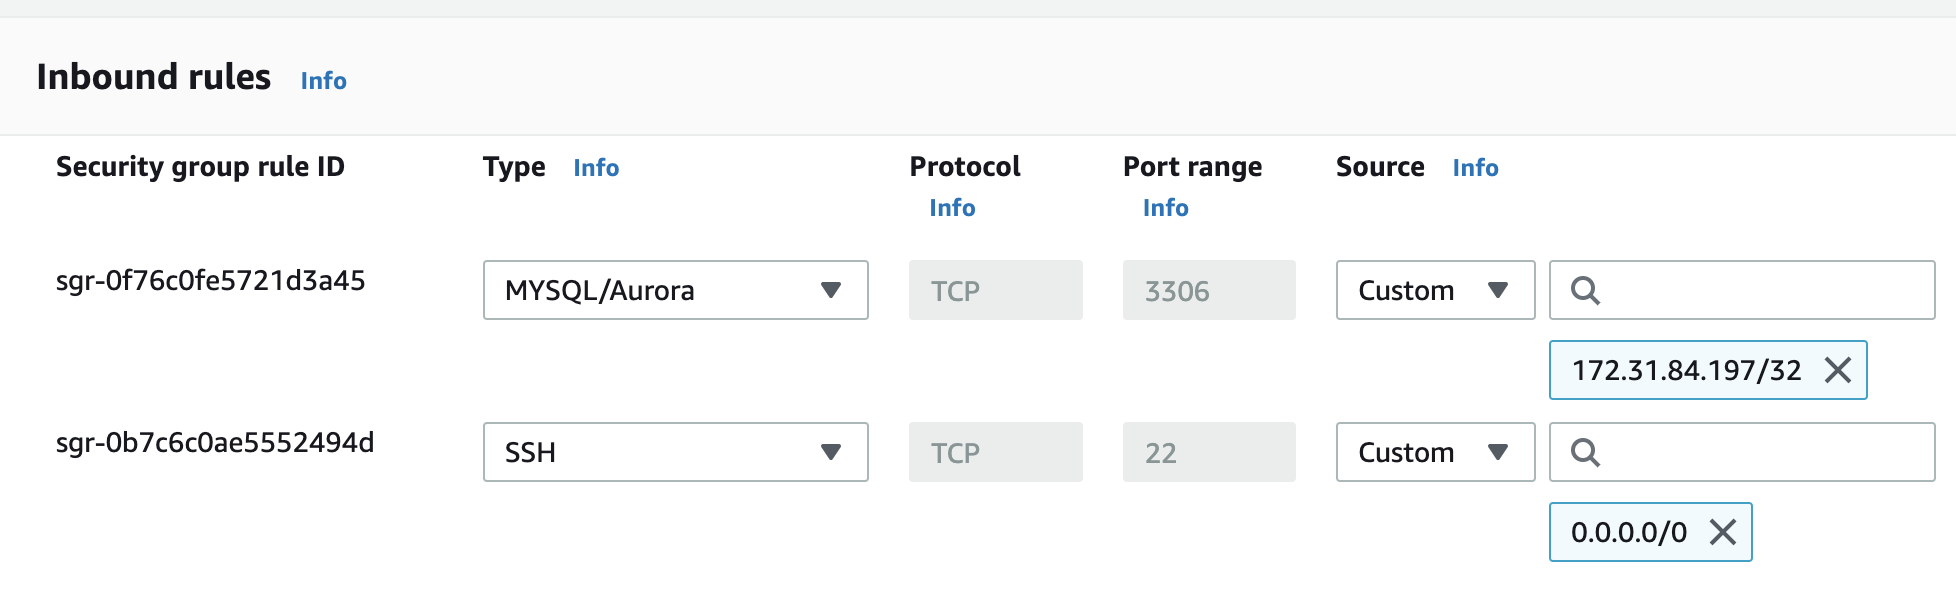 Inbound rules Info
Security group rule ID Type Info Protocol Info Port range Info Source Info
sgr-0f76c0fe5721d3a45 MYSQL/Aurora TCP 3306 Custom
172.31.84.197/32
sgr-0b7c6c0ae5552494d SSH TCP 22 Custom
0.0.0.0/0